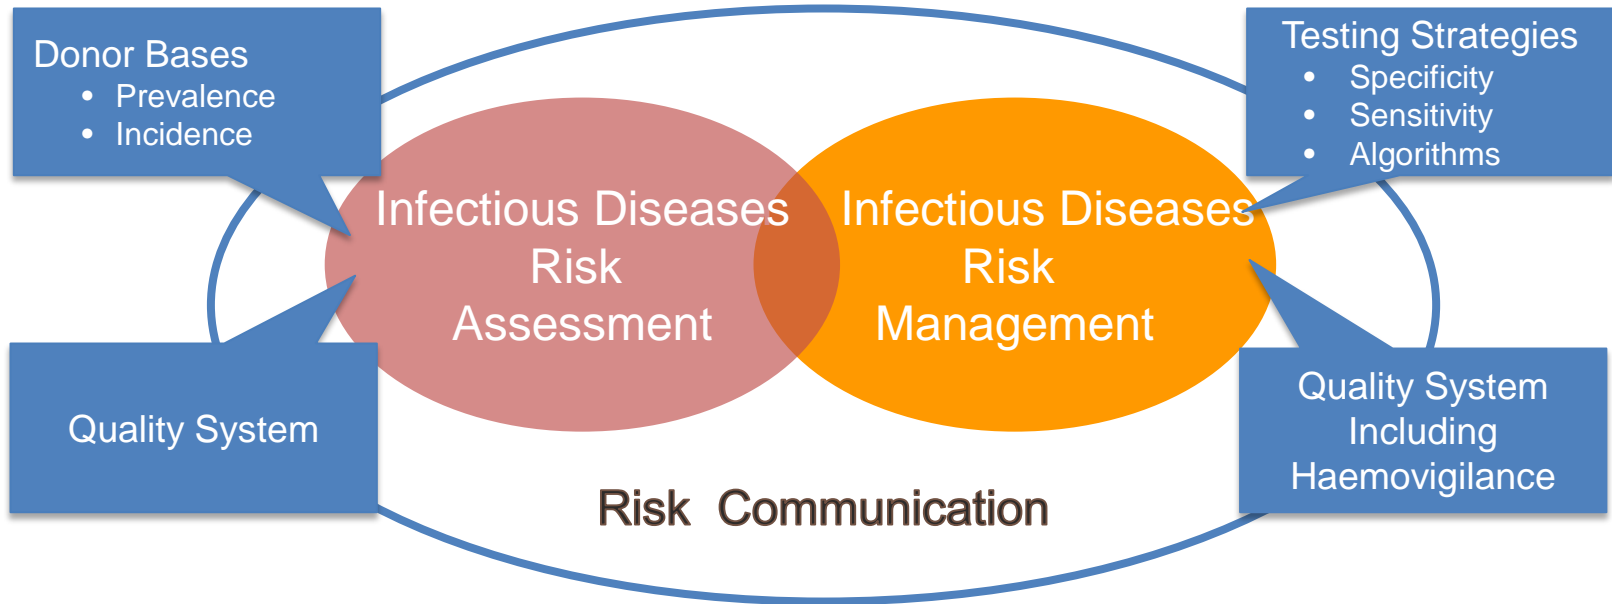 Donor Bases
• Prevalence
• Incidence
Testing Strategies
• Specificity
• Sensitivity
• Algorithms
Infectious Diseases
Risk
Assessment
Infectious Diseases
Risk
Management
Quality System
Quality System
Including
Haemovigilance
Risk Communication